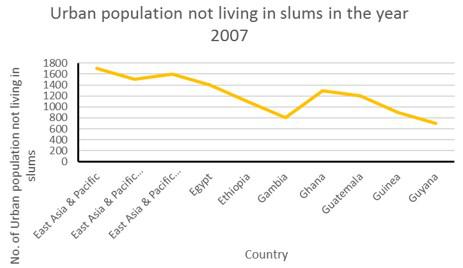 Urban population not living in slums in the year
2007
No. of Urban population not living in
slums
1800
1600
1400
1200
1000
800
600
400
200
0
East Asia & Pacific
East Asia & Pacific...
East Asia & Pacific...
Egypt
Ethiopia
Gambia
Ghana
Guatemala
Guinea
Guyana
Country